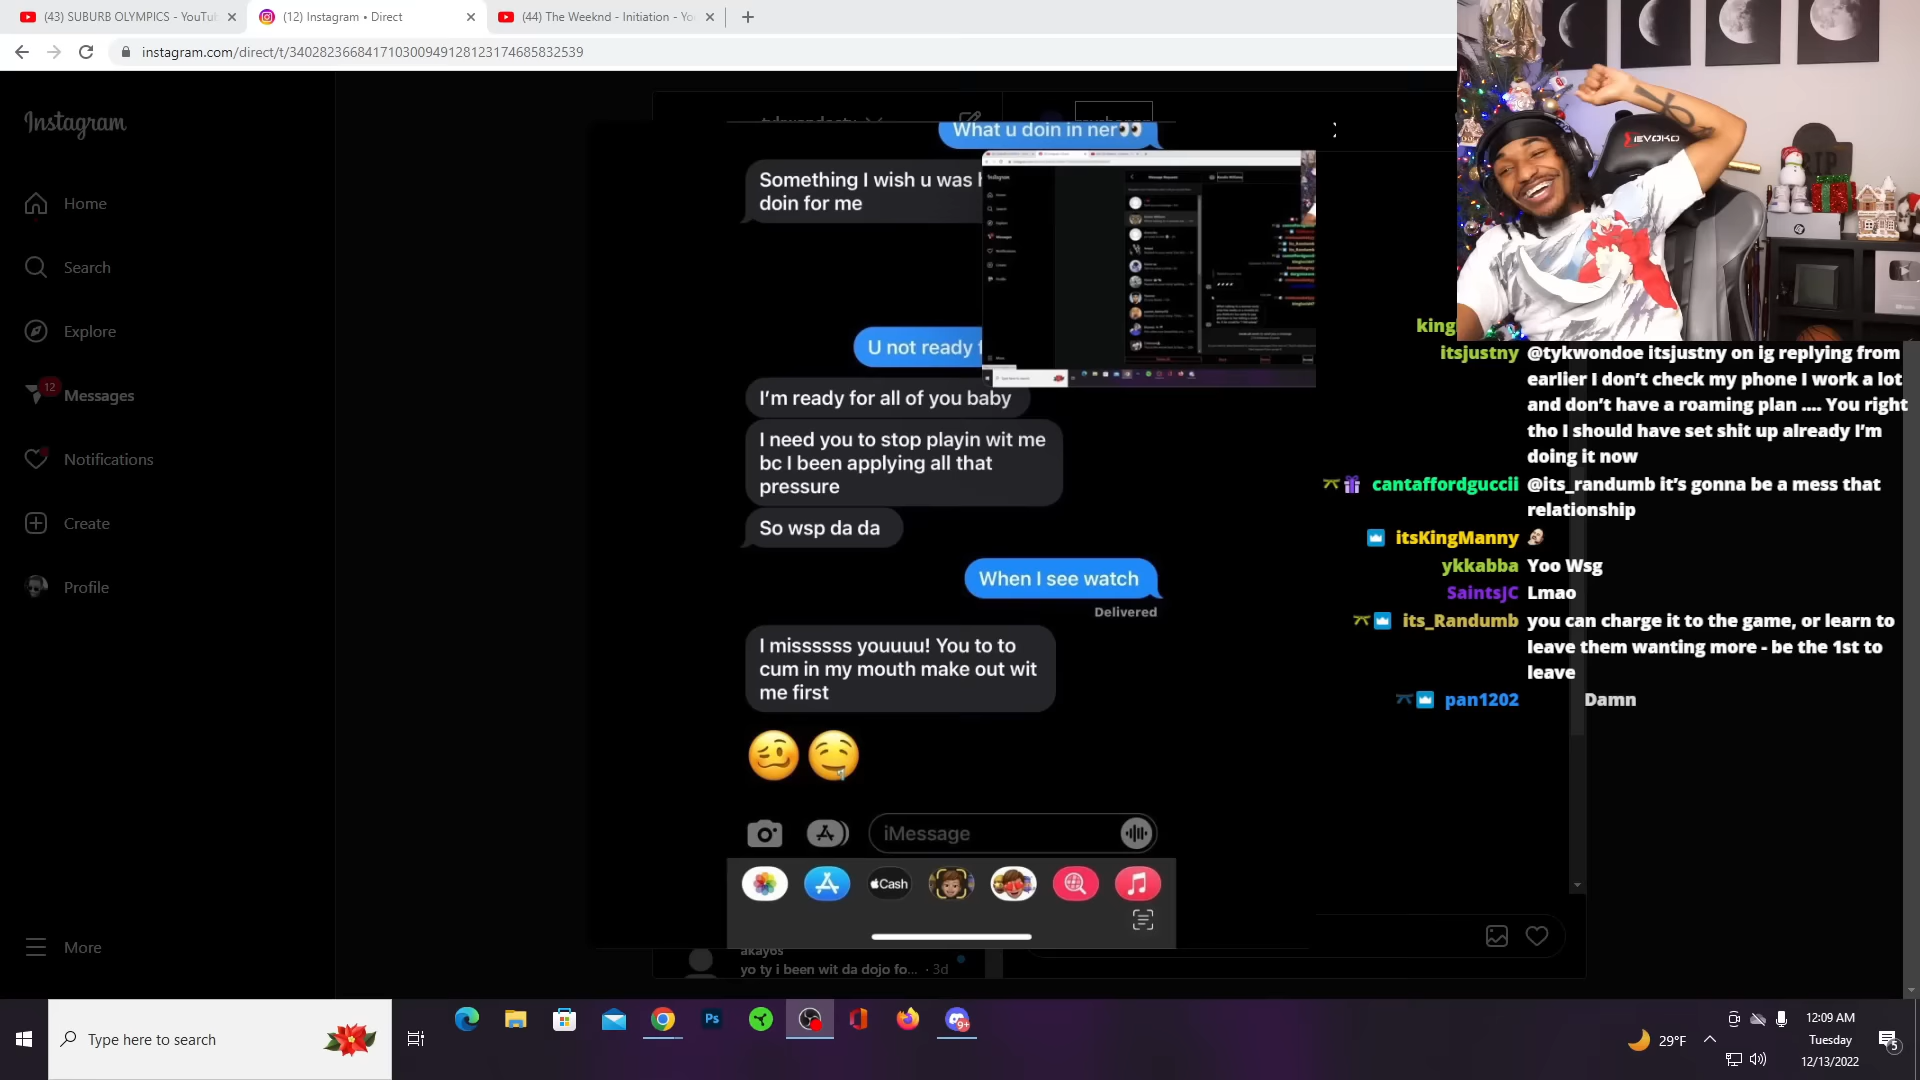 (43) SUBURB OLYMPICS - YouTu
(12) Instagram • Direct
(44) The Weeknd - Initiation - Yo
instagram.com/direct/t/340282366841710300949128123174685832539
Instagram
Home
Search
Explore
12
Messages
Notifications
Create
Profile
More
What u doin in ner👀
Something I wish u was
doin for me
U not ready
I'm ready for all of you baby
I need you to stop playin wit me
bc I been applying all that
pressure
So wsp da da
When I see watch
Delivered
I missssss youuuu! You to to
cum in my mouth make out wit
me first
🥴🤤
iMessage
Cash
akay6s
yo ty i been wit da dojo fo... · 3d
IEVOKO
RIP
king
itsjustny @tykwondoe itsjustny on ig replying from
earlier I don't check my phone I work a lot
and don't have a roaming plan .... You right
tho I should have set shit up already I'm
doing it now
cantaffordguccii @its_randumb it's gonna be a mess that
relationship
itsKingManny
ykkabba Yoo Wsg
SaintsJC Lmao
its_Randumb you can charge it to the game, or learn to
leave them wanting more - be the 1st to
leave
pan1202 Damn
Type here to search
Ps
9+
29°F
12:09 AM
Tuesday
12/13/2022
5